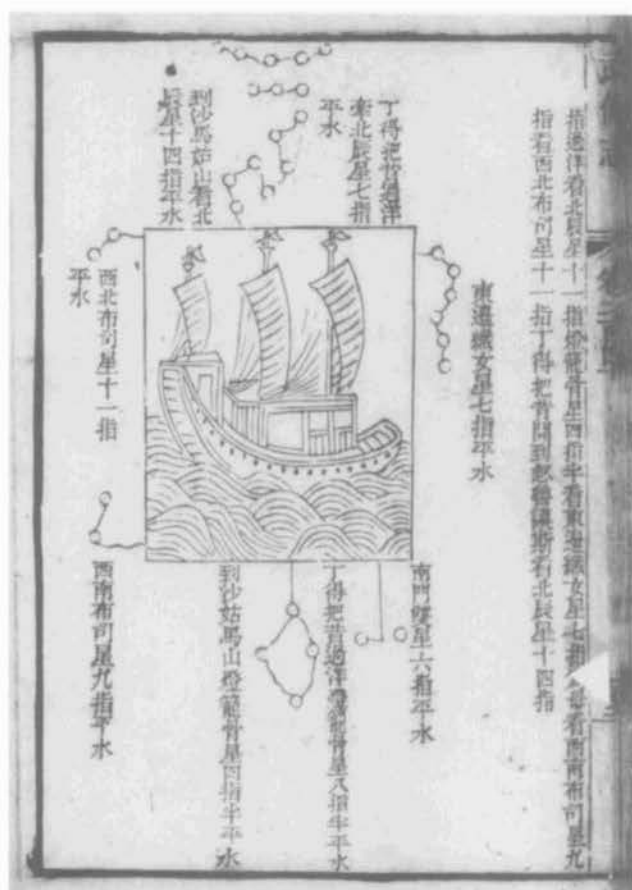 指過洋看北辰星十一指燈籠骨星四指半看東邊織女星七指為母看西南布司星九
指看西北布司星十一指丁得把昔開到忽魯謨斯看北辰星十四指
東邊織女星七指平水
丁得把昔過洋
牽北辰星七指
平水
到沙馬姑山看北
辰星十四指平水
西北布司星十一指
平水
南門雙星六指平水
丁得把昔過洋燈籠骨星八指半平水
到沙姑馬山燈籠骨星四指半平水
西南布司星九指平水